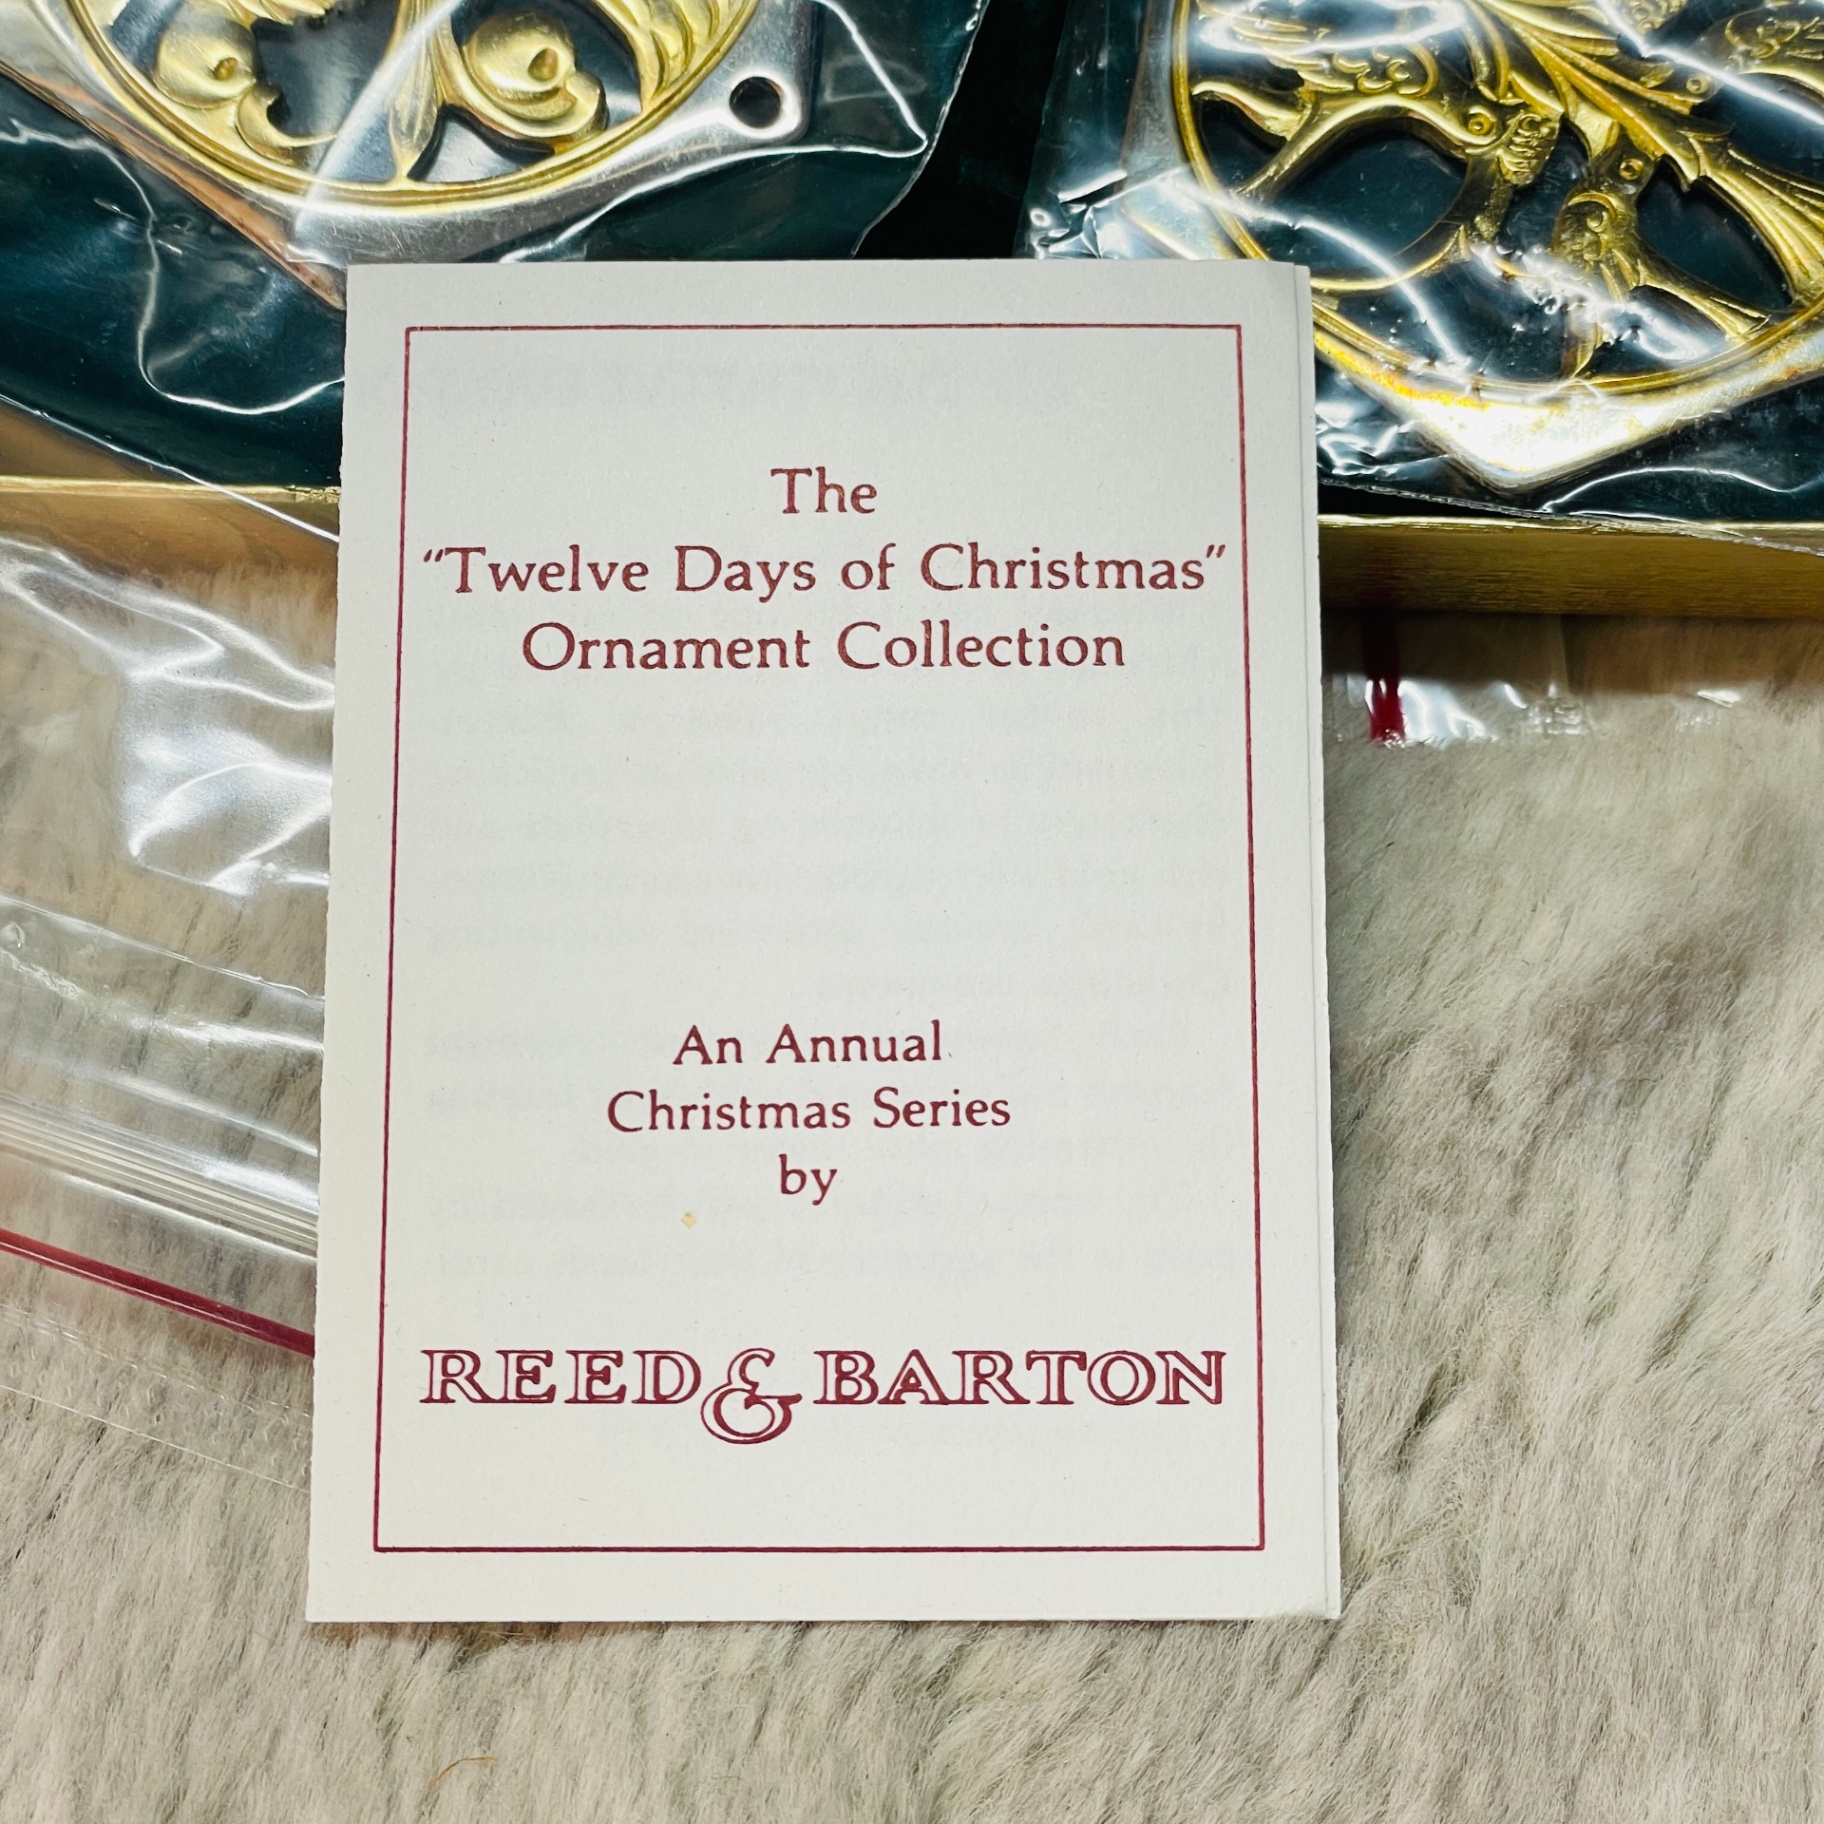 The
“Twelve Days of Christmas”
Ornament Collection
An Annual
Christmas Series
by
REED & BARTON